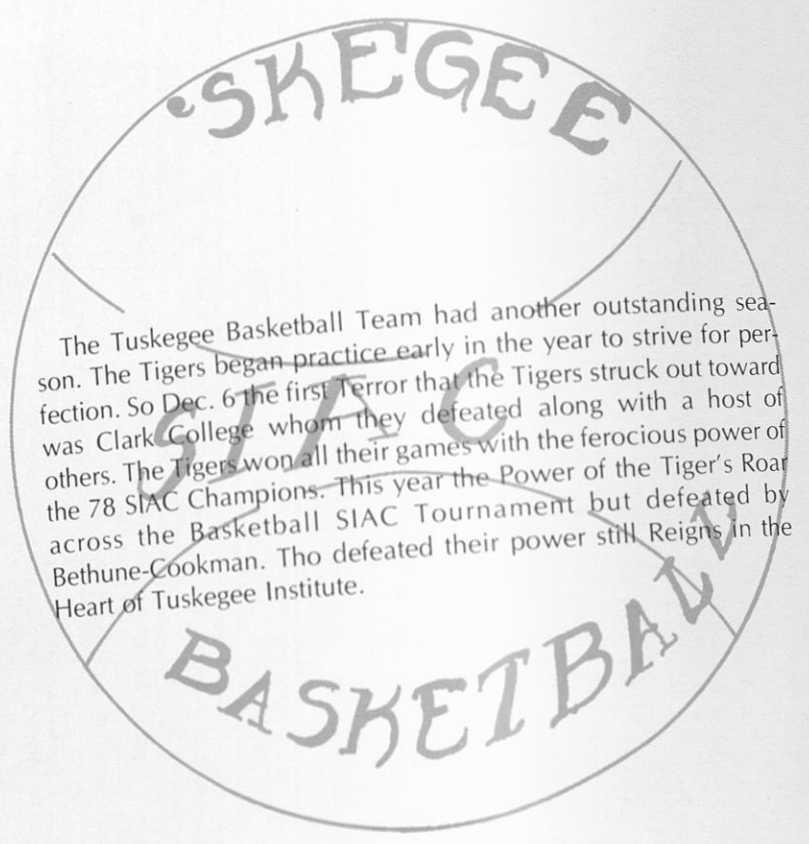 'SKEGEE
The Tuskegee Basketball Team had another outstanding sea-
son. The Tigers began practice early in the year to strive for per-
fection. So Dec. 6 the first Terror that the Tigers struck out toward
was Clark College whom they defeated along with a host of
others. The Tigers won all their games with the ferocious power of
the 78 SIAC Champions. This year the Power of the Tiger's Roar
across the Basketball SIAC Tournament but defeated by
Bethune-Cookman. Tho defeated their power still Reigns in the
Heart of Tuskegee Institute.
SIAC
BASKETBALL